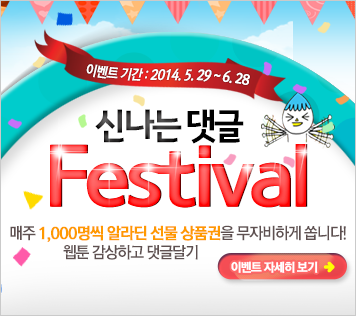 이벤트 기간 : 2014. 5. 29 ~ 6. 28
신나는 댓글
Festival
매주 1,000명씩 알라딘 선물 상품권을 무자비하게 쏩니다!
웹툰 감상하고 댓글달기
이벤트 자세히 보기